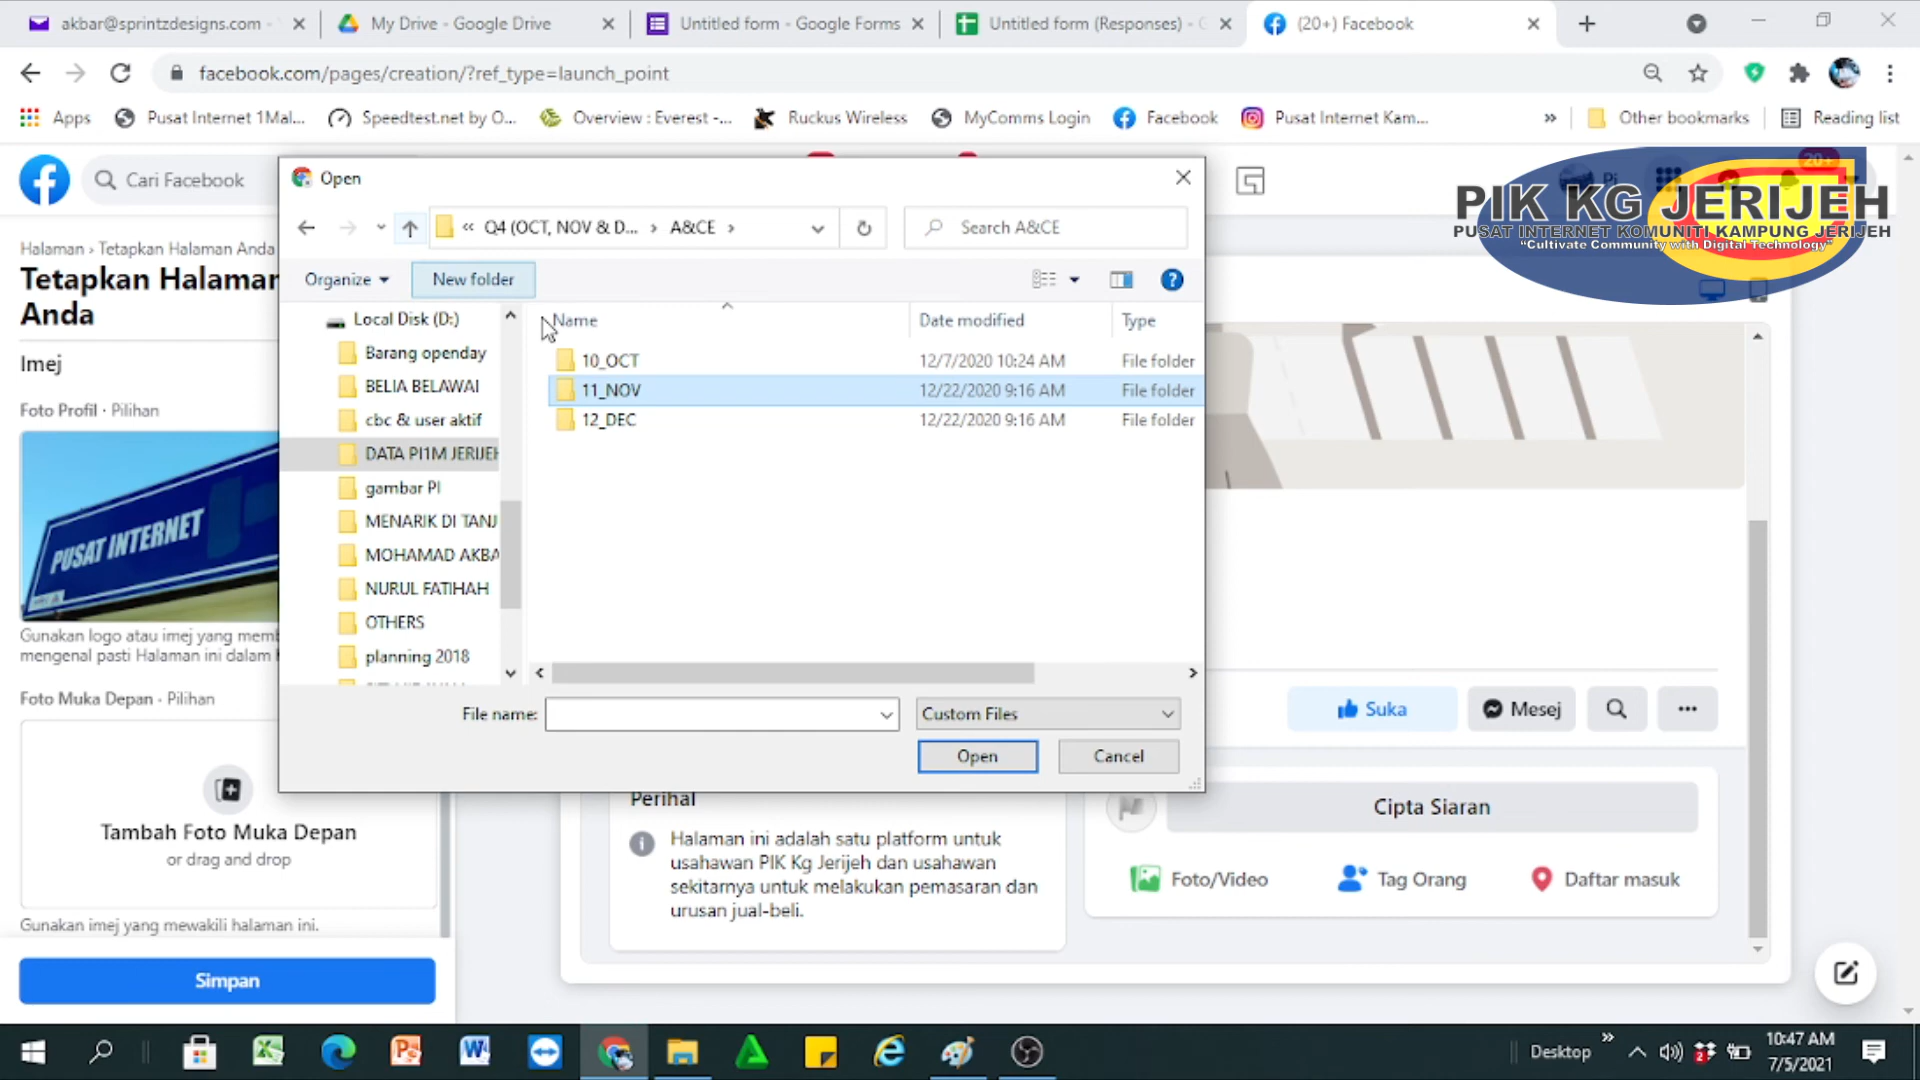 akbar@sprintzdesigns.com -
My Drive - Google Drive
Untitled form - Google Forms
Untitled form (Responses) - G
(20+) Facebook
facebook.com/pages/creation/?ref_type=launch_point
Apps
Pusat Internet 1Mal...
Speedtest.net by O...
Overview : Everest -...
Ruckus Wireless
MyComms Login
Facebook
Pusat Internet Kam...
»
Other bookmarks
Reading list
Cari Facebook
Pi
20+
PIK KG JERIJEH
PUSAT INTERNET KOMUNITI KAMPUNG JERIJEH
"Cultivate Community with Digital Technology"
Halaman › Tetapkan Halaman Anda
Tetapkan Halaman
Anda
Imej
Foto Profil · Pilihan
PUSAT INTERNET
Gunakan logo atau imej yang memb
mengenal pasti Halaman ini dalam
Foto Muka Depan · Pilihan
Tambah Foto Muka Depan
or drag and drop
Gunakan imej yang mewakili halaman ini.
Simpan
Open
« Q4 (OCT, NOV & D... › A&CE ›
Search A&CE
Organize
New folder
Local Disk (D:)
Barang openday
BELIA BELAWAI
cbc & user aktif
DATA PI1M JERIJEH
gambar PI
MENARIK DI TANJ
MOHAMAD AKBA
NURUL FATIHAH
OTHERS
planning 2018
Name
Date modified
Type
10_OCT
12/7/2020 10:24 AM
File folder
11_NOV
12/22/2020 9:16 AM
File folder
12_DEC
12/22/2020 9:16 AM
File folder
File name:
Custom Files
Open
Cancel
Suka
Mesej
Perihal
Halaman ini adalah satu platform untuk
usahawan PIK Kg Jerijeh dan usahawan
sekitarnya untuk melakukan pemasaran dan
urusan jual-beli.
Cipta Siaran
Foto/Video
Tag Orang
Daftar masuk
Desktop
»
10:47 AM
7/5/2021